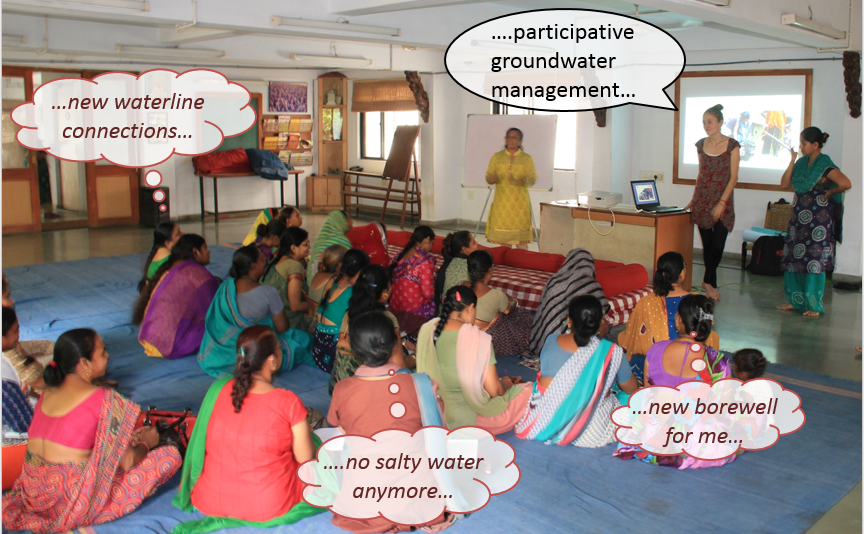 ....participative
groundwater
management...
...new waterline
connections...
....no salty water
anymore...
...new borewell
for me...